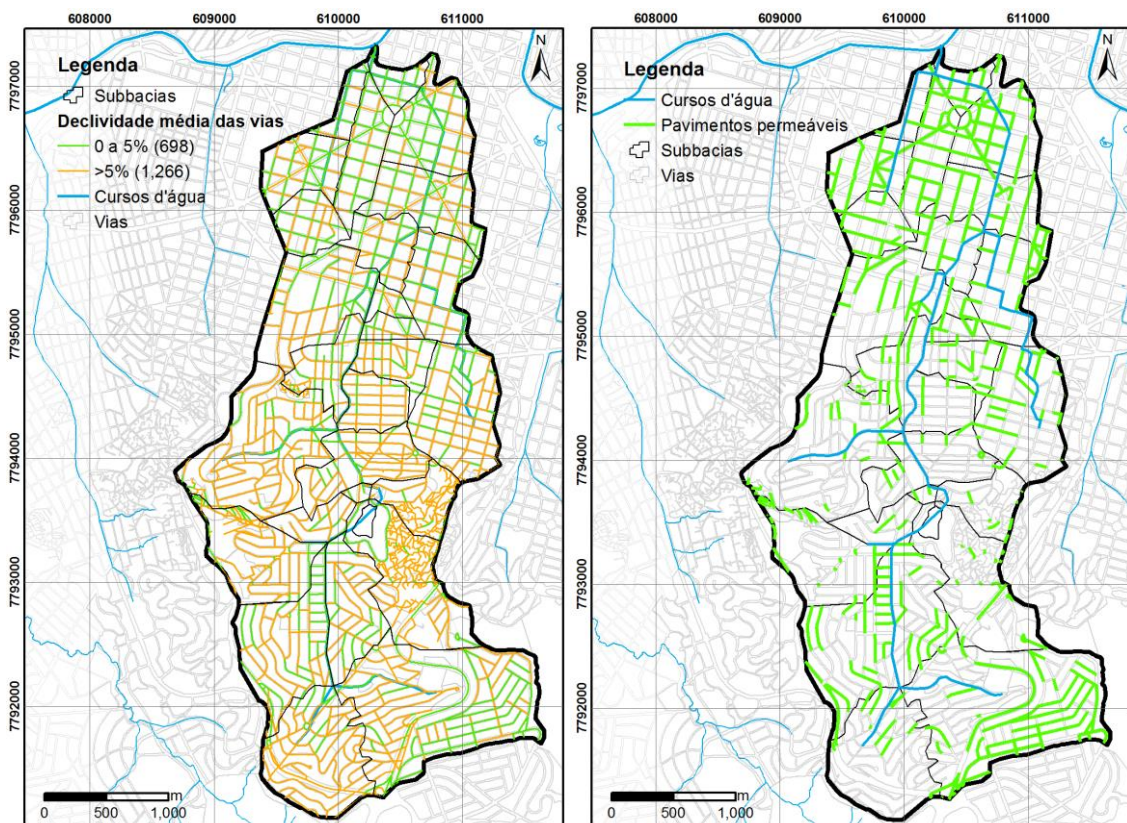 608000 609000 610000 611000
N
Legenda
Subbacias
Declividade média das vias
0 a 5% (698)
>5% (1,266)
Cursos d'água
Vias
7797000
7796000
7795000
7794000
7793000
7792000
0 500 1,000 m
608000 609000 610000 611000
N
Legenda
Cursos d'água
Pavimentos permeáveis
Subbacias
Vias
7797000
7796000
7795000
7794000
7793000
7792000
0 500 1,000 m